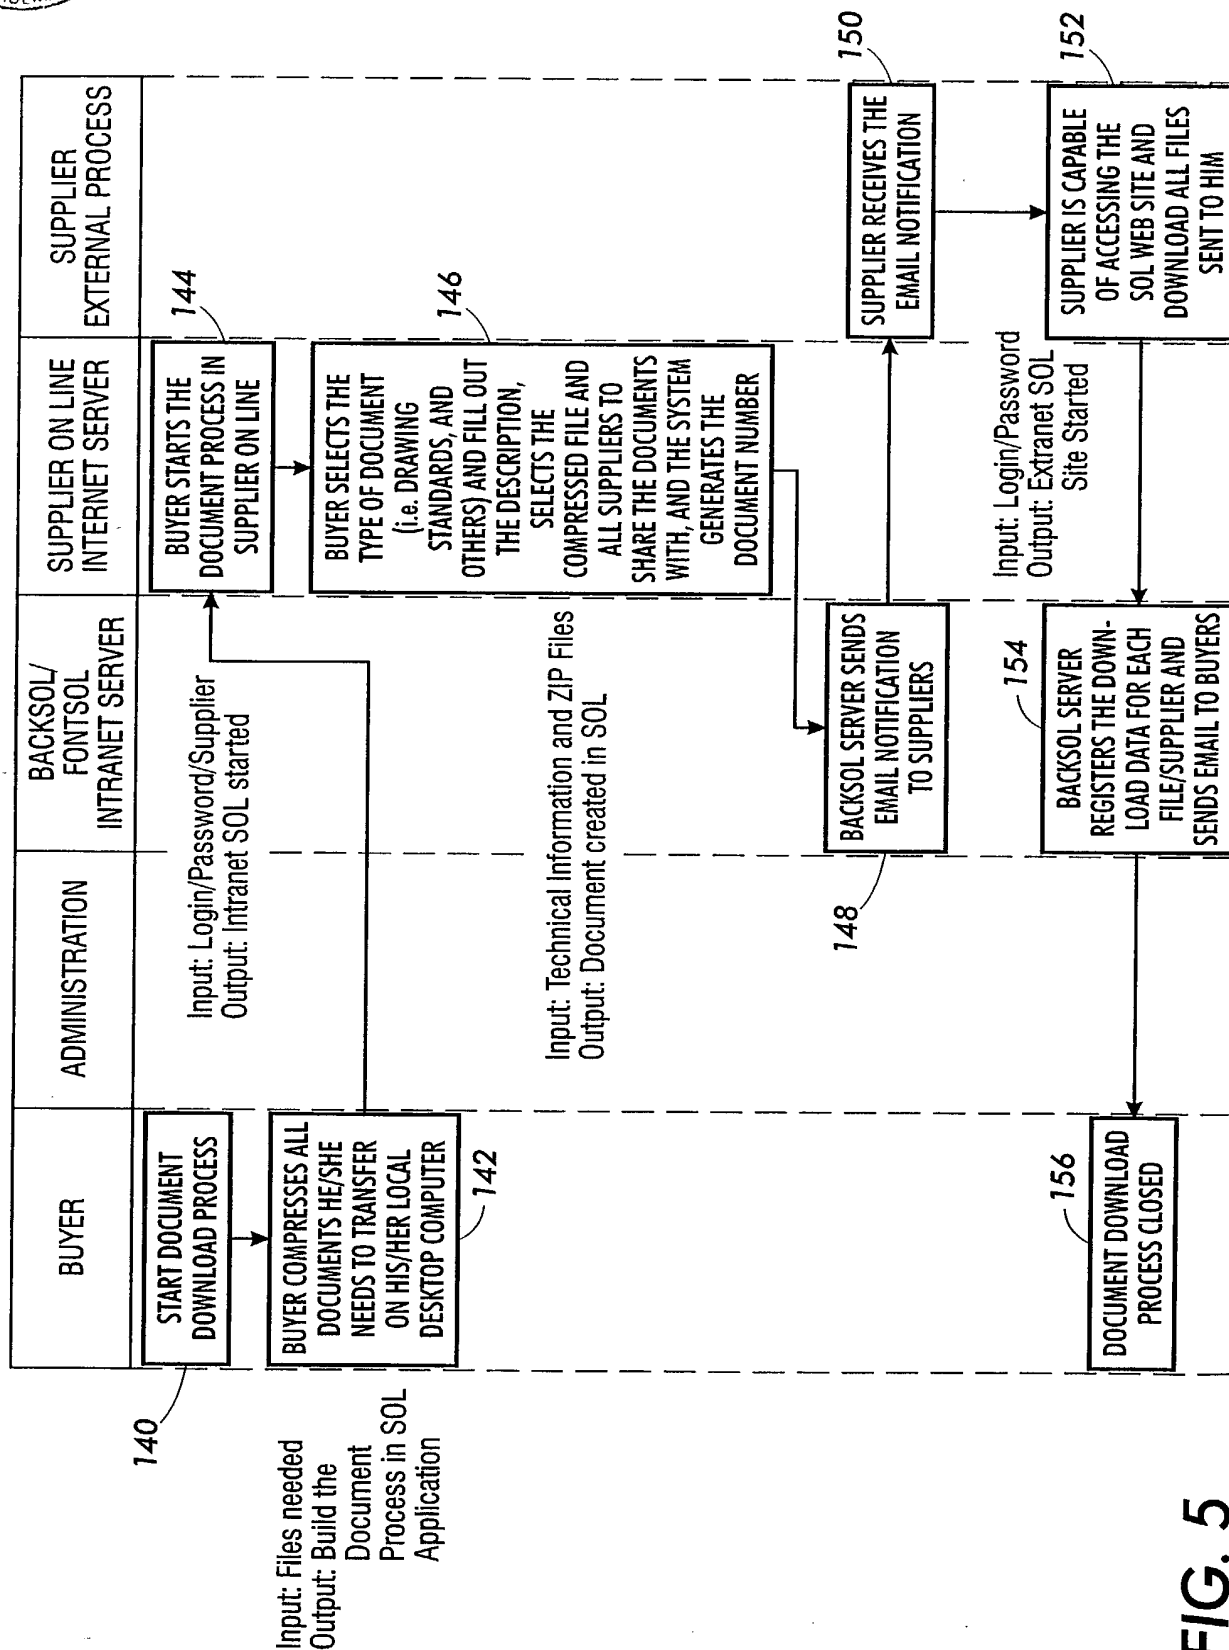 BUYER
ADMINISTRATION
BACKSOL/
FONTSOL
INTRANET SERVER
SUPPLIER ON LINE
INTERNET SERVER
SUPPLIER
EXTERNAL PROCESS
140
START DOCUMENT
DOWNLOAD PROCESS
Input: Files needed
Output: Build the
Document
Process in SOL
Application
BUYER COMPRESSES ALL
DOCUMENTS HE/SHE
NEEDS TO TRANSFER
ON HIS/HER LOCAL
DESKTOP COMPUTER
142
Input: Login/Password/Supplier
Output: Intranet SOL started
144
BUYER STARTS THE
DOCUMENT PROCESS IN
SUPPLIER ON LINE
146
BUYER SELECTS THE
TYPE OF DOCUMENT
(i.e. DRAWING
STANDARDS, AND
OTHERS) AND FILL OUT
THE DESCRIPTION,
SELECTS THE
COMPRESSED FILE AND
ALL SUPPLIERS TO
SHARE THE DOCUMENTS
WITH, AND THE SYSTEM
GENERATES THE
DOCUMENT NUMBER
Input: Technical Information and ZIP Files
Output: Document created in SOL
148
BACKSOL SERVER SENDS
EMAIL NOTIFICATION
TO SUPPLIERS
150
SUPPLIER RECEIVES THE
EMAIL NOTIFICATION
152
SUPPLIER IS CAPABLE
OF ACCESSING THE
SOL WEB SITE AND
DOWNLOAD ALL FILES
SENT TO HIM
Input: Login/Password
Output: Extranet SOL
Site Started
154
BACKSOL SERVER
REGISTERS THE DOWN-
LOAD DATA FOR EACH
FILE/SUPPLIER AND
SENDS EMAIL TO BUYERS
156
DOCUMENT DOWNLOAD
PROCESS CLOSED
FIG. 5